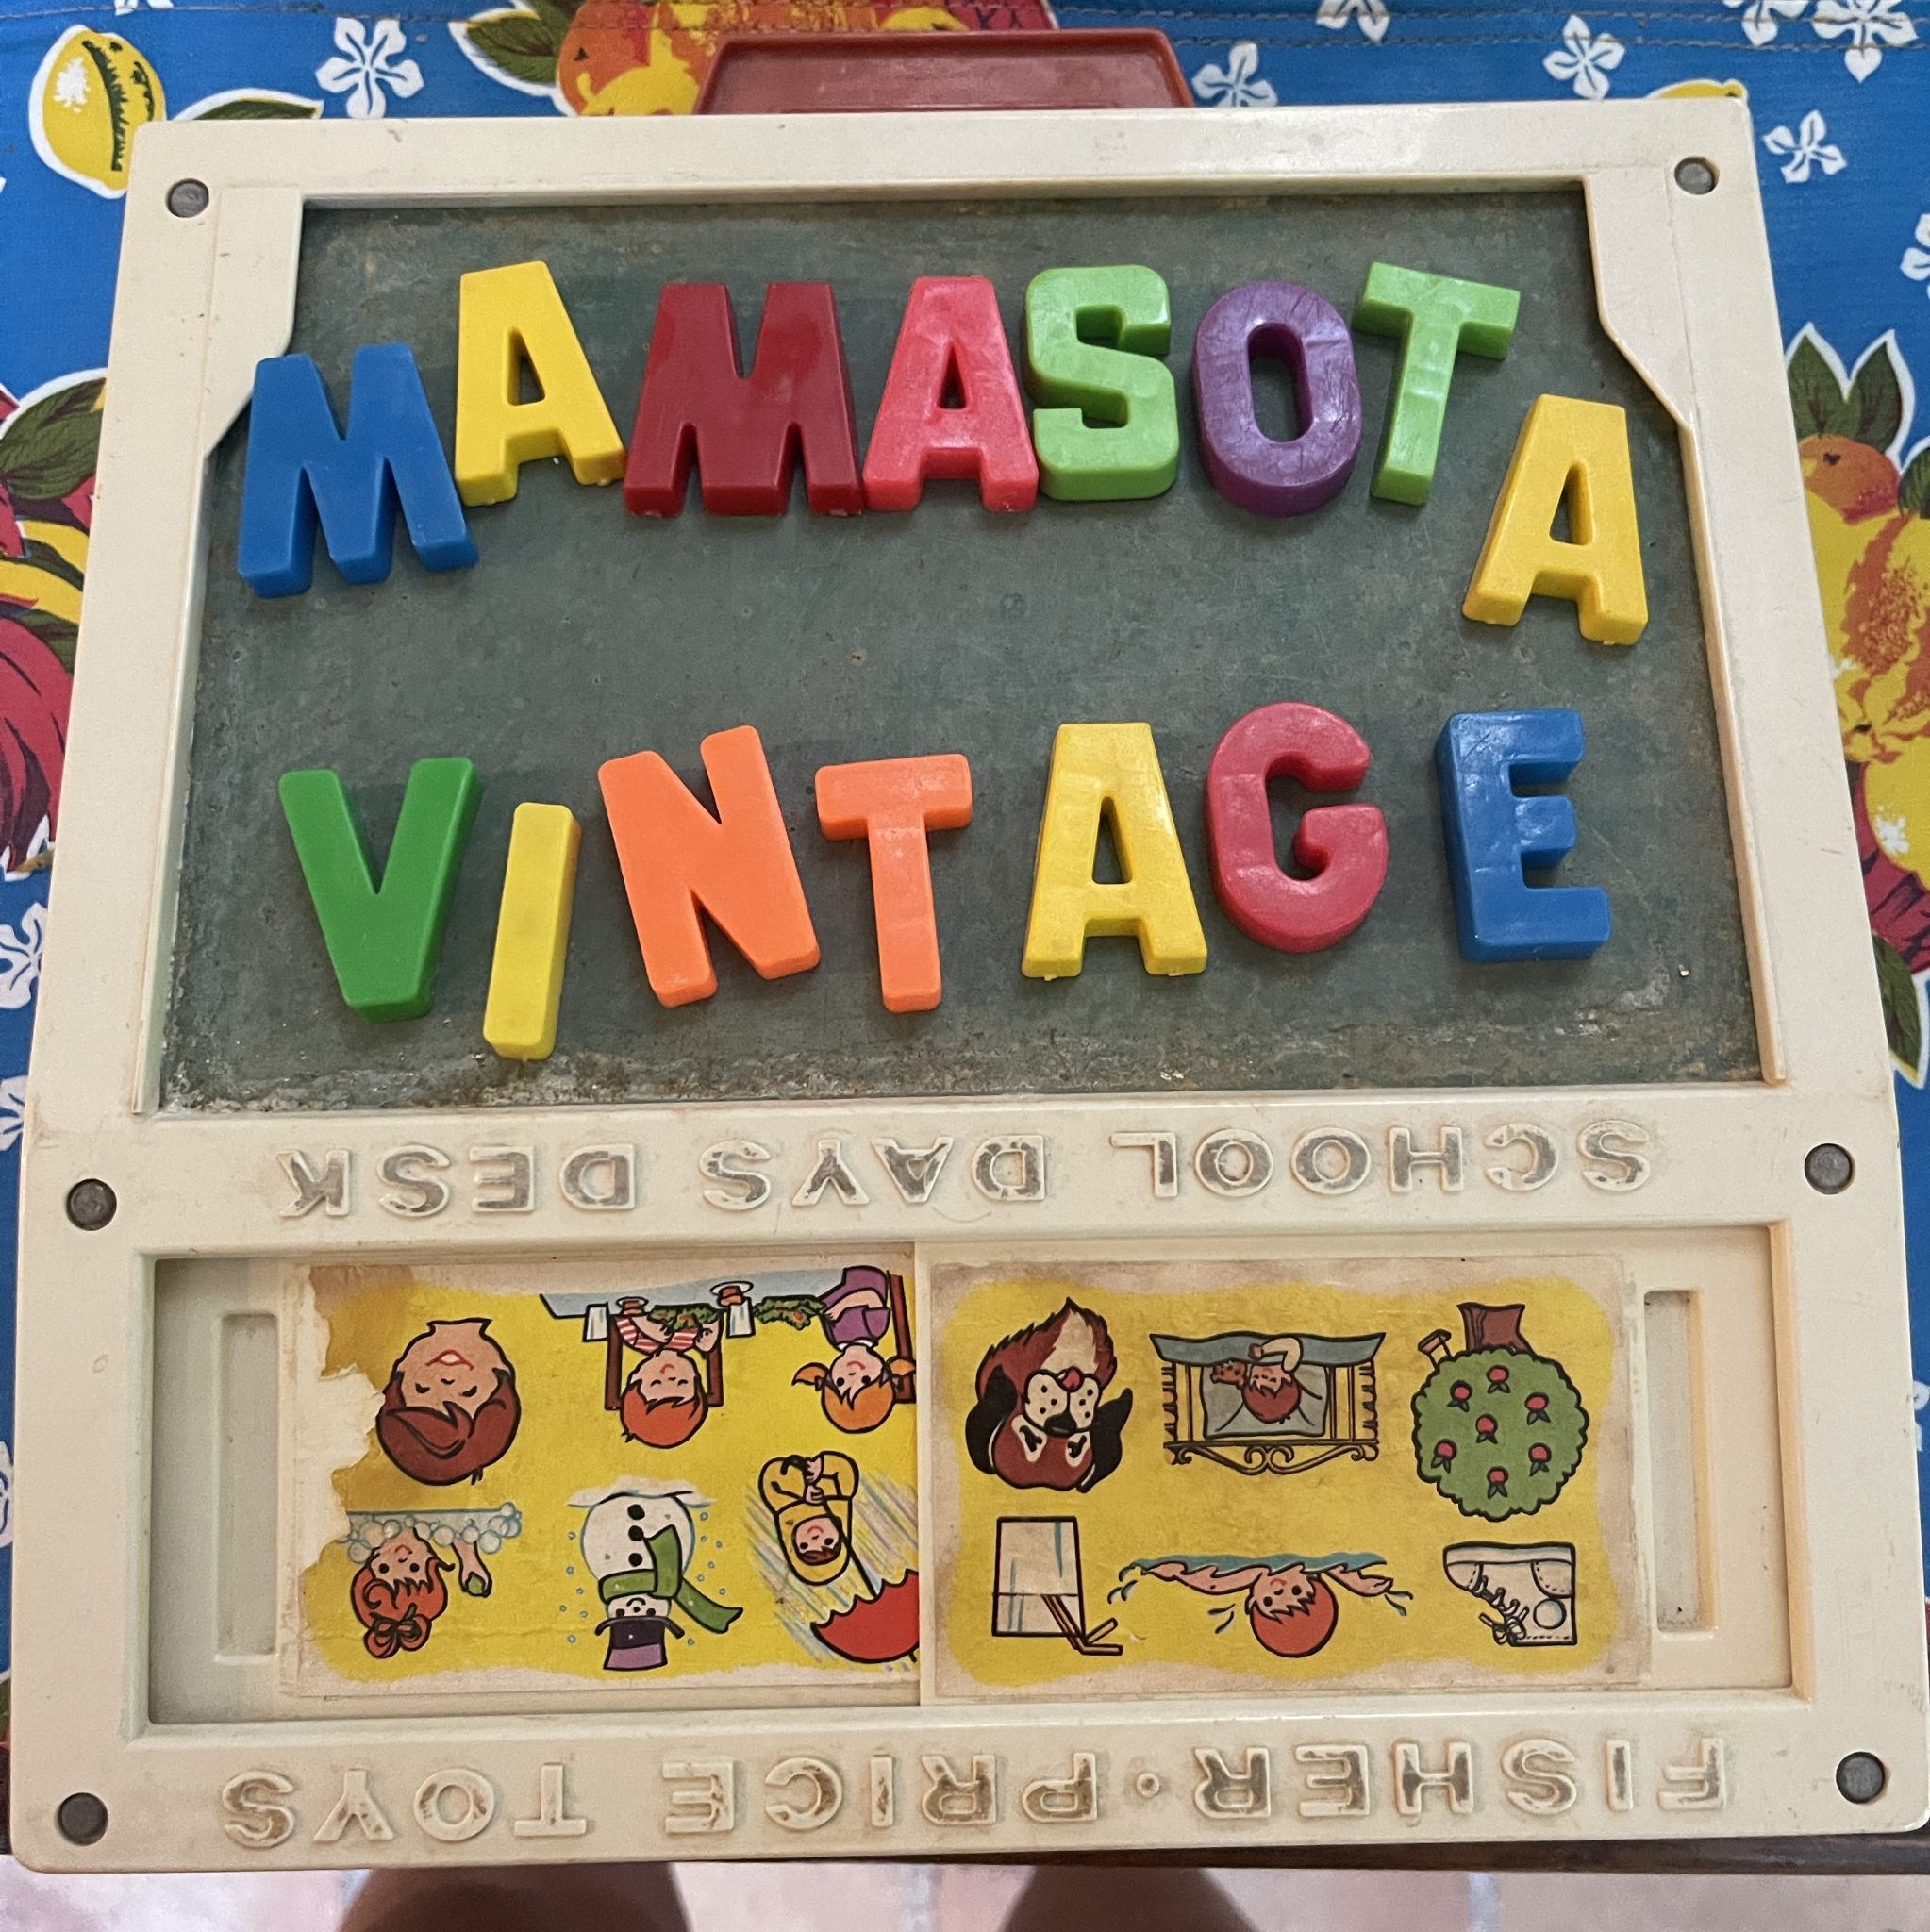 MAMASOTA
VINTAGE
SCHOOL DAYS DESK
FISHER·PRICE TOYS